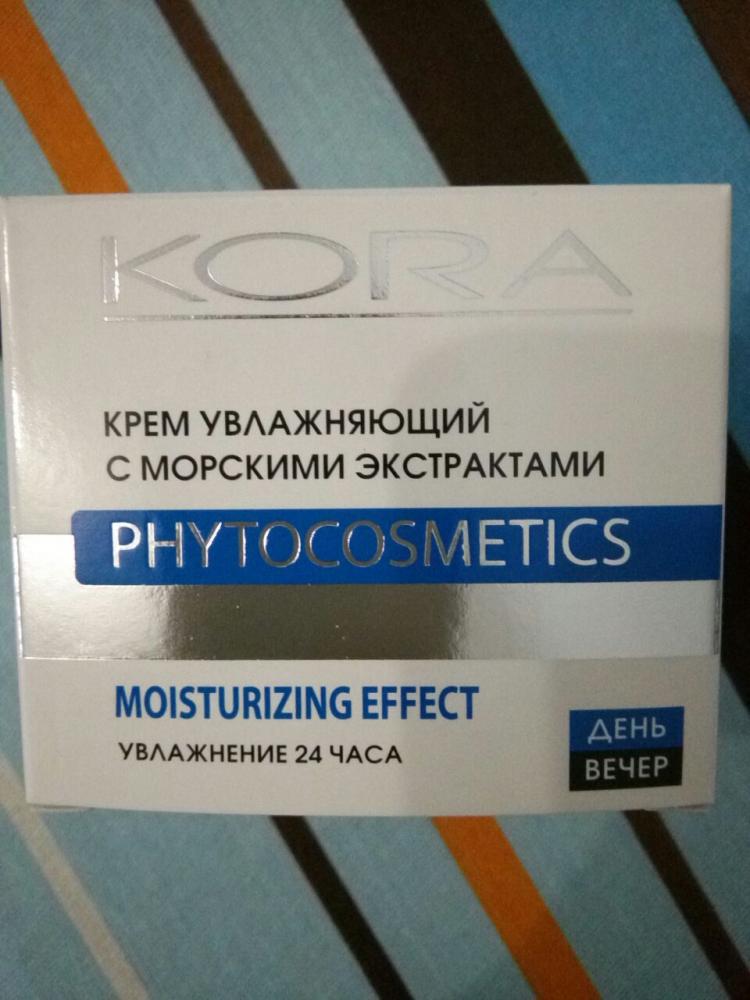 KORA
КРЕМ УВЛАЖНЯЮЩИЙ
С МОРСКИМИ ЭКСТРАКТАМИ
PHYTOCOSMETICS
MOISTURIZING EFFECT
УВЛАЖНЕНИЕ 24 ЧАСА
ДЕНЬ
ВЕЧЕР